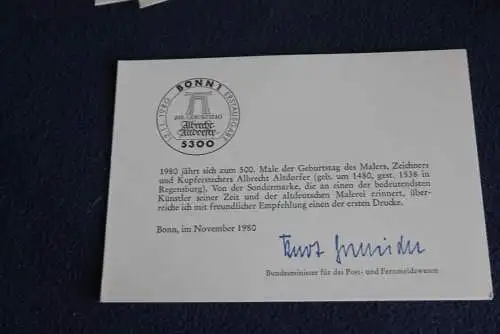 BONN 1
13.11.1980
ERSTAUSGABE
500. GEBURTSTAG
Albrecht
Altdorfer
5300
1980 jährt sich zum 500. Male der Geburtstag des Malers, Zeichners
und Kupferstechers Albrecht Altdorfer (geb. um 1480, gest. 1538 in
Regensburg). Von der Sondermarke, die an einen der bedeutendsten
Künstler seiner Zeit und der altdeutschen Malerei erinnert, über-
reiche ich mit freundlicher Empfehlung einen der ersten Drucke.
Bonn, im November 1980
Kurt Gscheidle
Bundesminister für das Post- und Fernmeldewesen